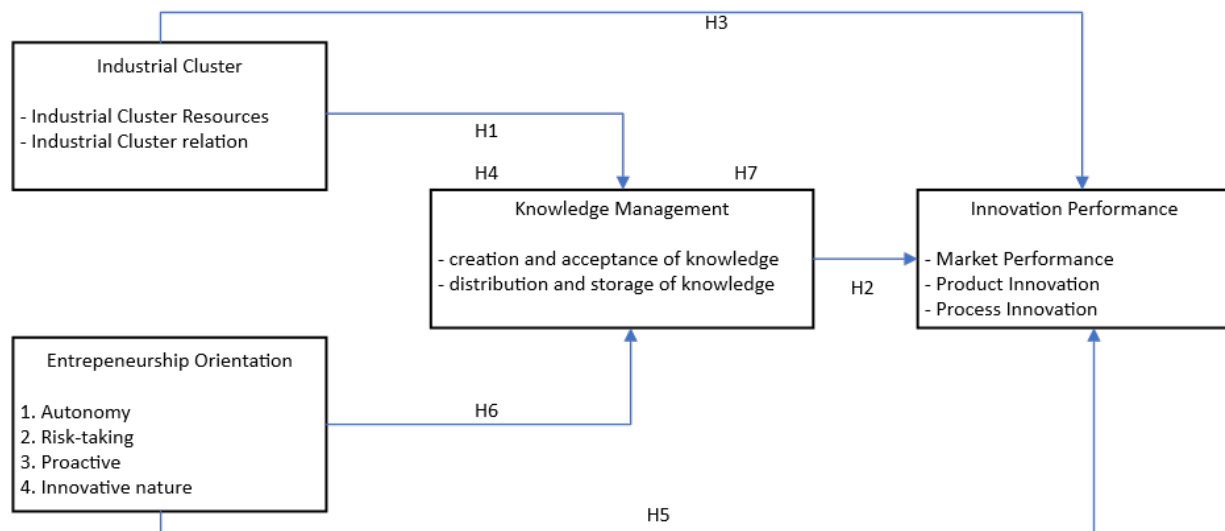 H3
Industrial Cluster
- Industrial Cluster Resources
- Industrial Cluster relation
H1
H4
H7
Knowledge Management
- creation and acceptance of knowledge
- distribution and storage of knowledge
H2
Innovation Performance
- Market Performance
- Product Innovation
- Process Innovation
Entrepeneurship Orientation
1. Autonomy
2. Risk-taking
3. Proactive
4. Innovative nature
H6
H5